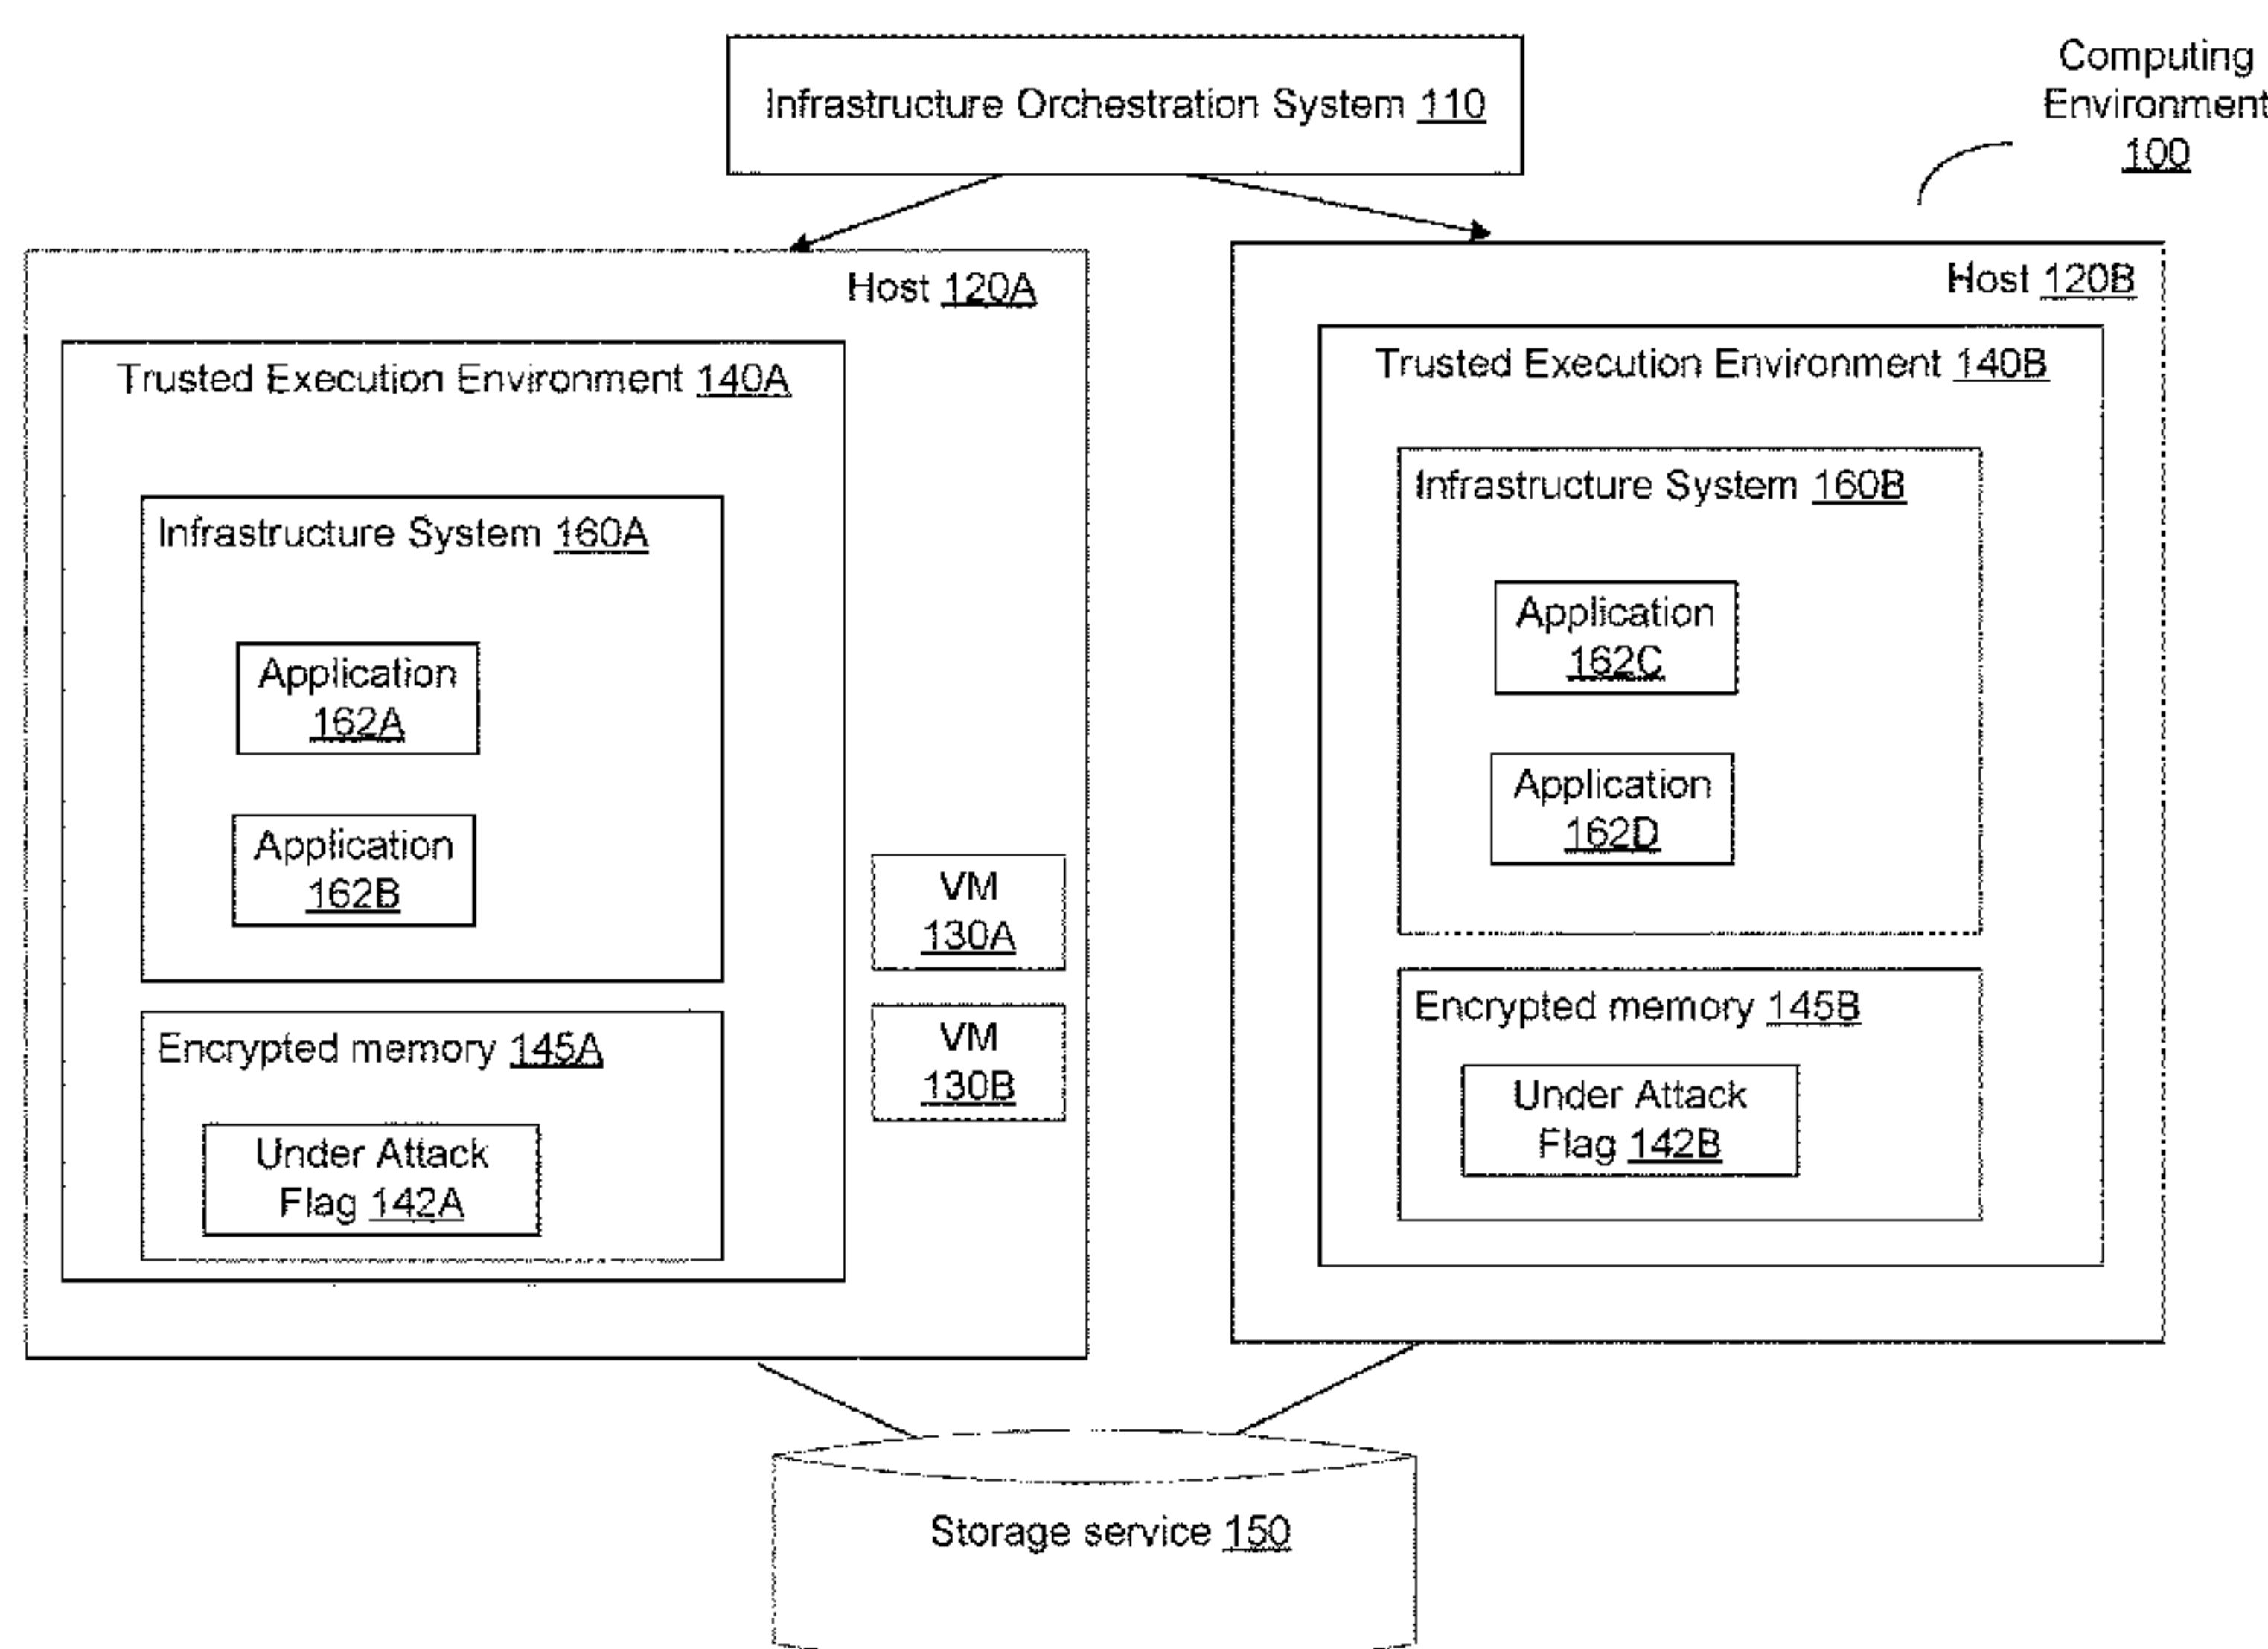 Infrastructure Orchestration System 110
Computing
Environment
100
Host 120A
Trusted Execution Environment 140A
Infrastructure System 160A
Application
162A
Application
162B
VM
130A
VM
130B
Encrypted memory 145A
Under Attack
Flag 142A
Host 120B
Trusted Execution Environment 140B
Infrastructure System 160B
Application
162C
Application
162D
Encrypted memory 145B
Under Attack
Flag 142B
Storage service 150